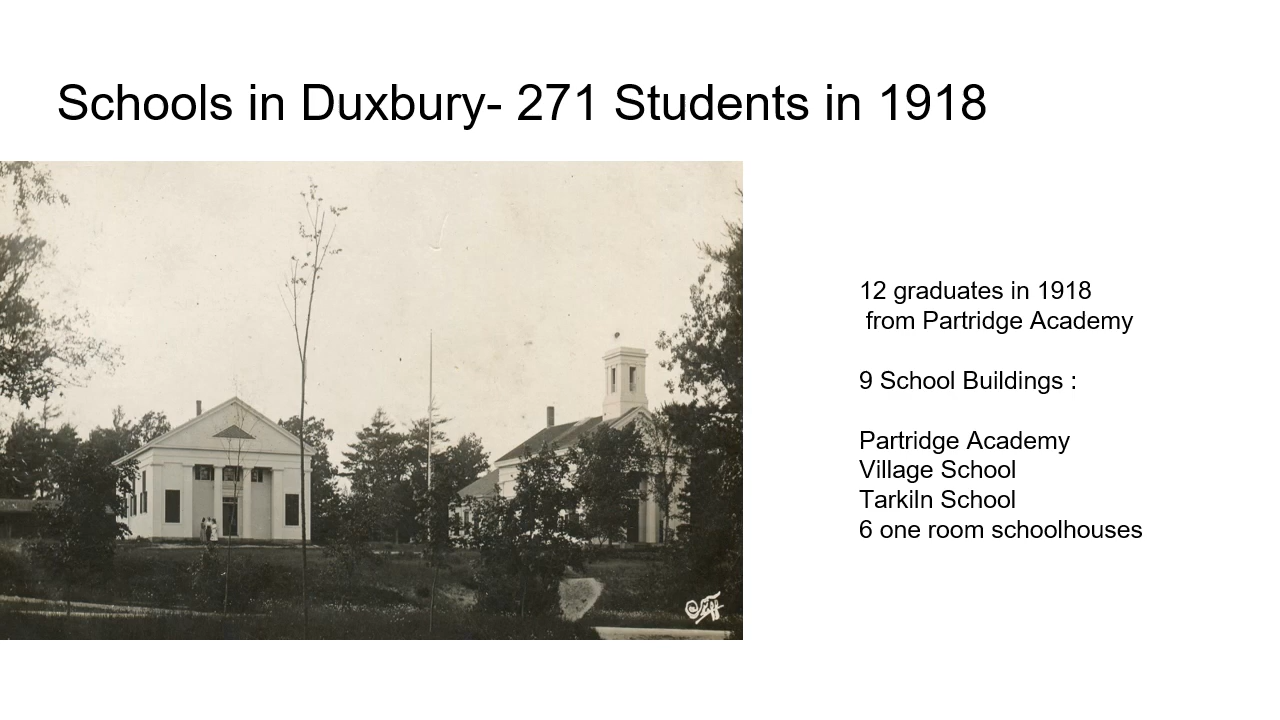 Schools in Duxbury- 271 Students in 1918
12 graduates in 1918
from Partridge Academy
9 School Buildings :
Partridge Academy
Village School
Tarkiln School
6 one room schoolhouses